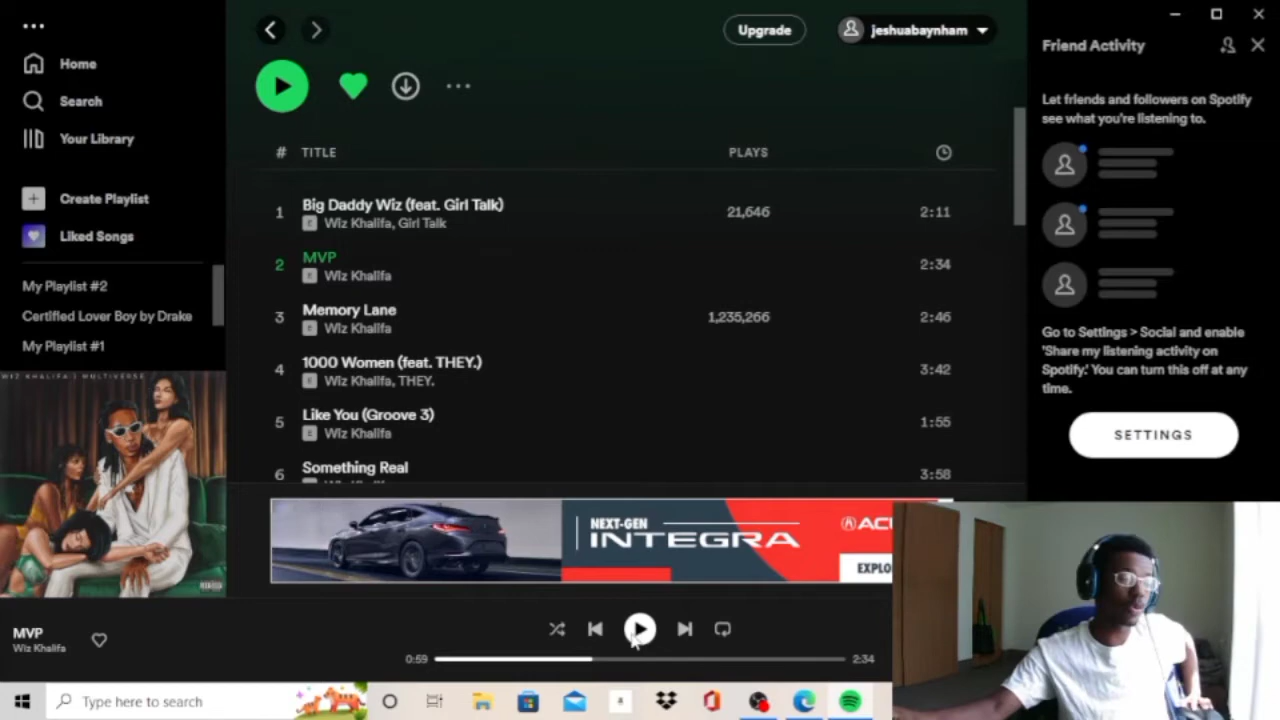 Home
Search
Your Library
Create Playlist
Liked Songs
My Playlist #2
Certified Lover Boy by Drake
My Playlist #1
WIZ KHALIFA | MULTIVERSE
MVP
Wiz Khalifa
Upgrade
jeshuabaynham
# TITLE PLAYS
1 Big Daddy Wiz (feat. Girl Talk) 21,646 2:11
E Wiz Khalifa, Girl Talk
2 MVP 2:34
E Wiz Khalifa
3 Memory Lane 1,235,266 2:46
E Wiz Khalifa
4 1000 Women (feat. THEY.) 3:42
E Wiz Khalifa, THEY.
5 Like You (Groove 3) 1:55
E Wiz Khalifa
6 Something Real 3:58
NEXT-GEN
INTEGRA
ACU
EXPLO
0:59 2:34
Friend Activity
Let friends and followers on Spotify
see what you're listening to.
Go to Settings > Social and enable
'Share my listening activity on
Spotify.' You can turn this off at any
time.
SETTINGS
Type here to search